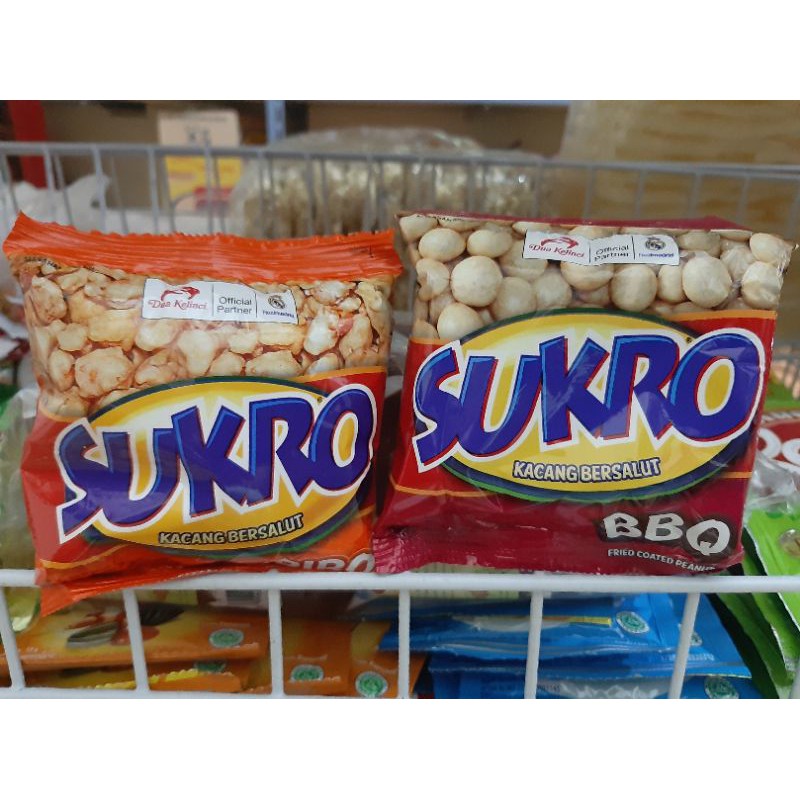 Dua Kelinci
Official
Partner
SUKRO
KACANG BERSALUT
Dua Kelinci
Official
Partner
SUKRO
KACANG BERSALUT
BBQ
FRIED COATED PEANUT